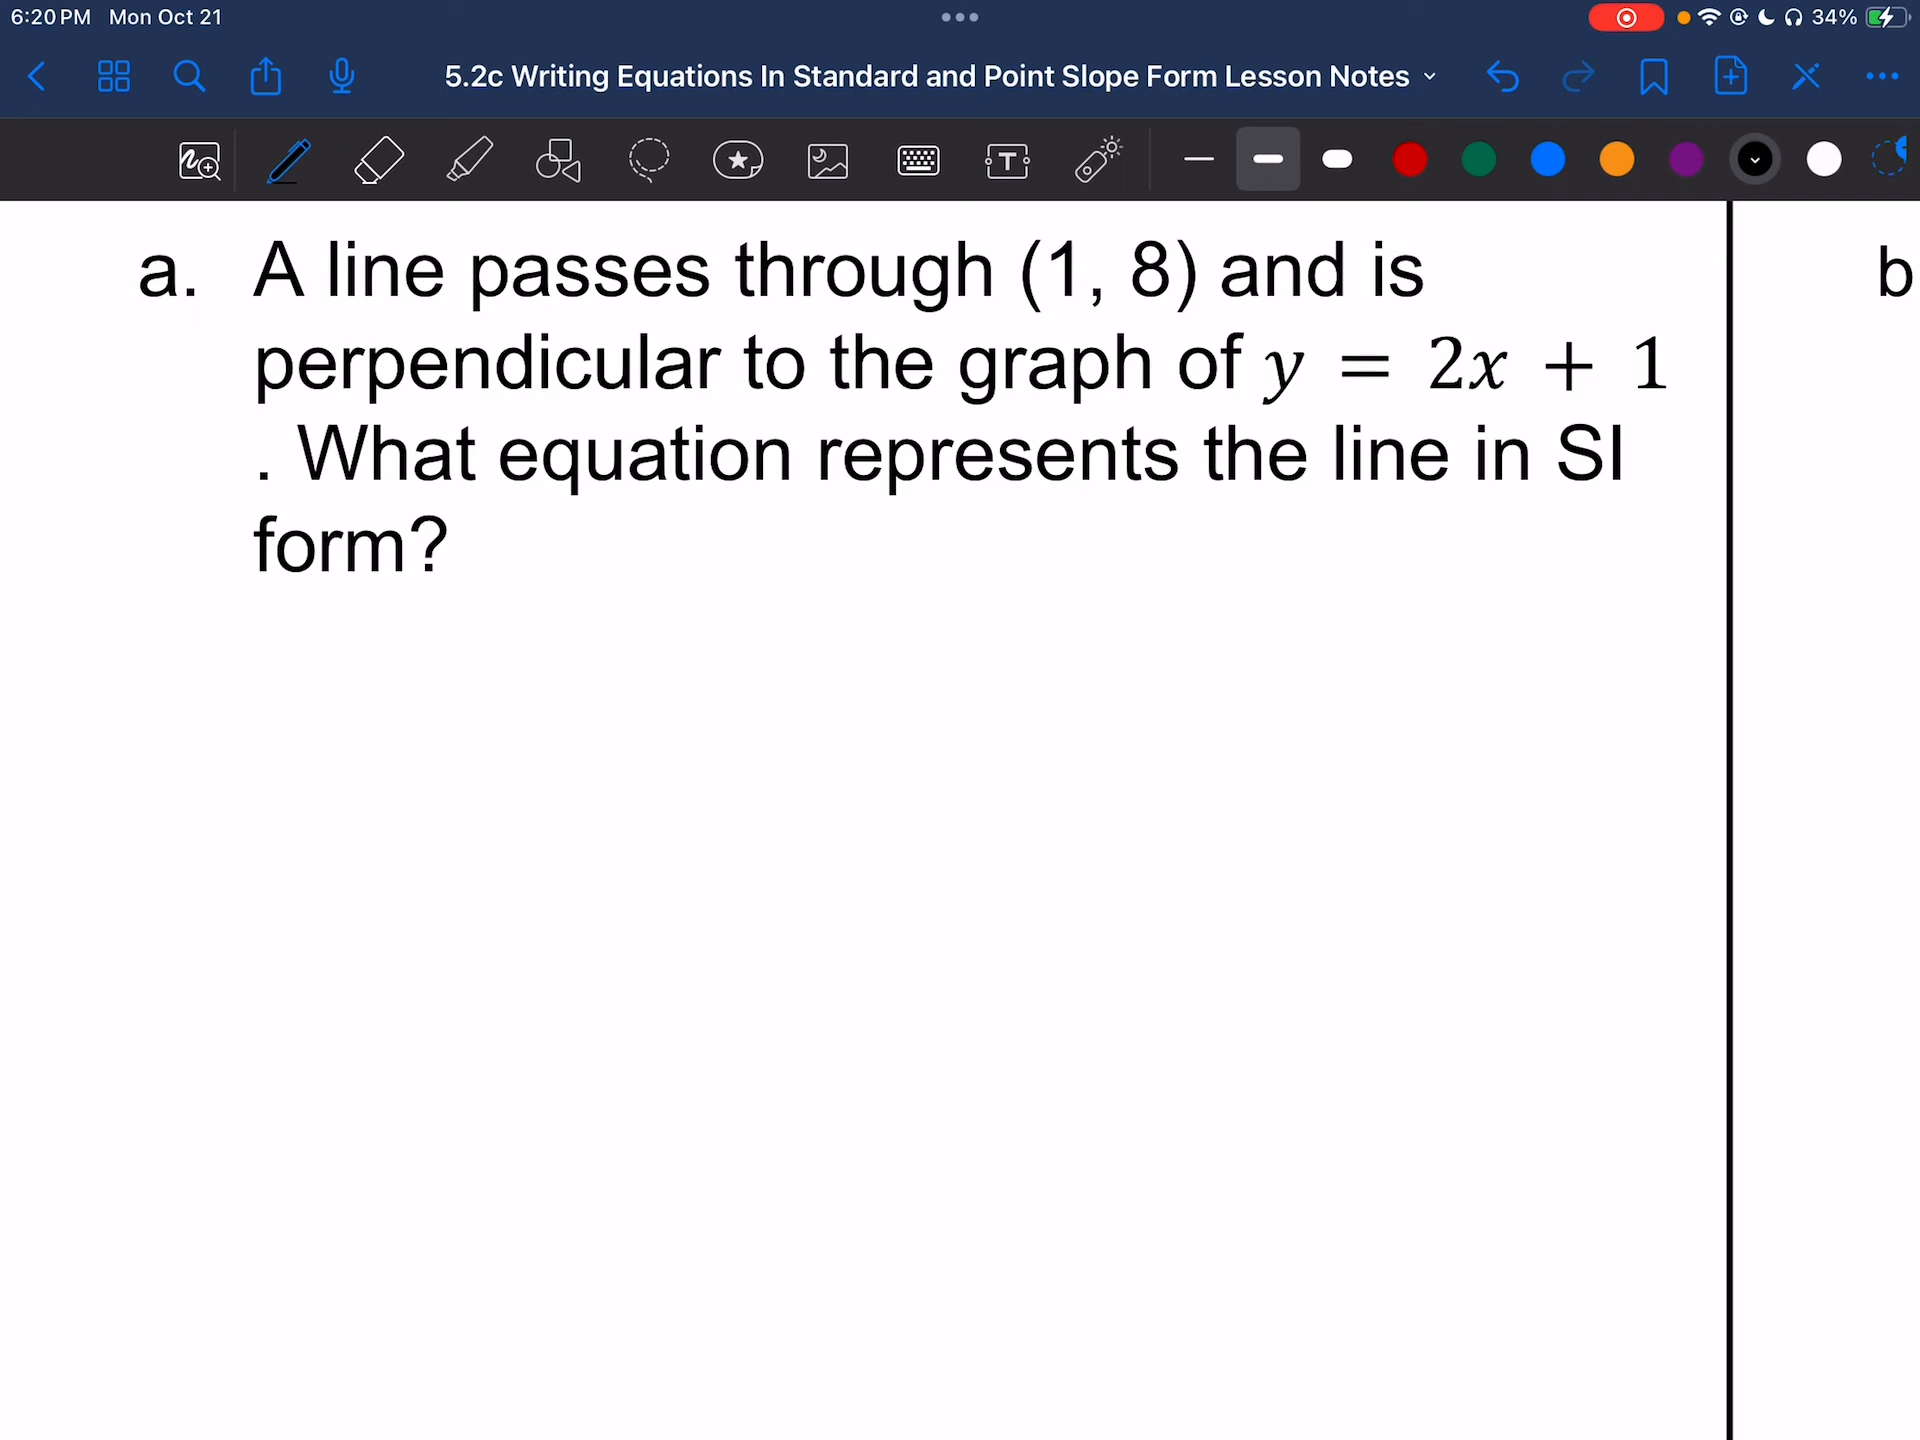 6:20 PM Mon Oct 21
34%
5.2c Writing Equations In Standard and Point Slope Form Lesson Notes
T
a. A line passes through (1, 8) and is
perpendicular to the graph of y = 2x + 1
. What equation represents the line in SI
form?
b